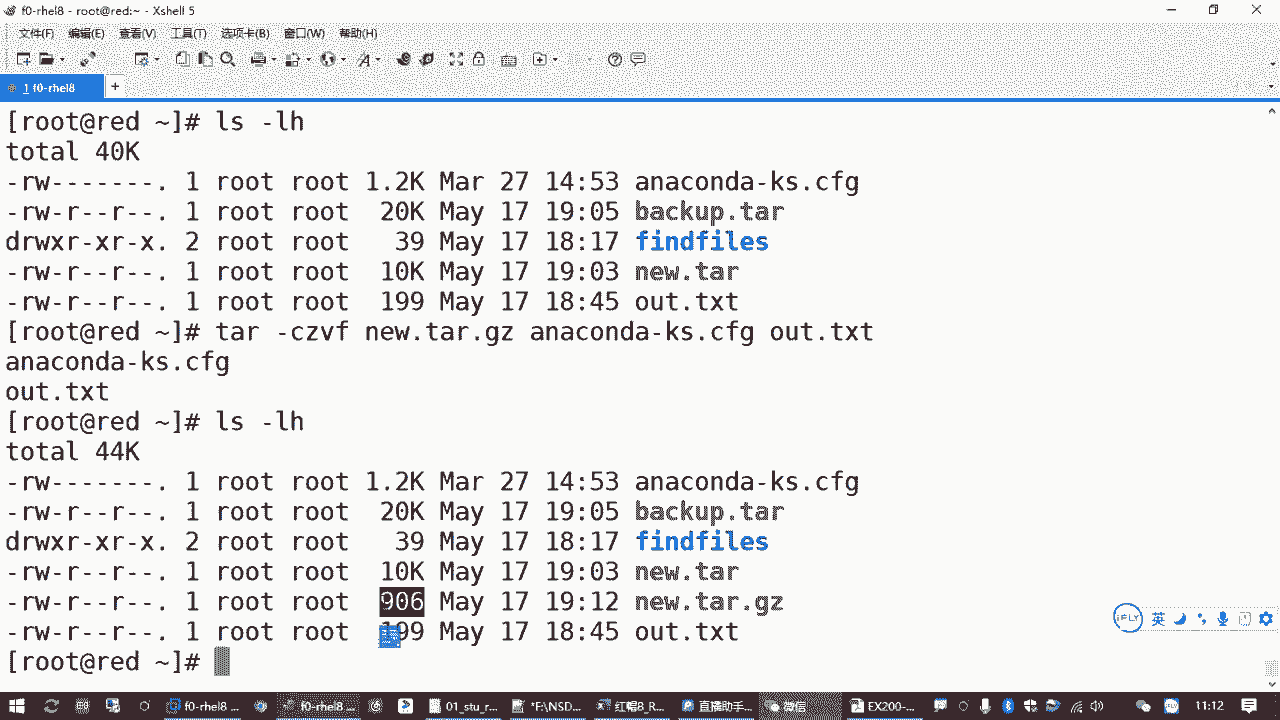 f0-rhel8 - root@red:~ - Xshell 5
文件(F) 编辑(E) 查看(V) 工具(T) 选项卡(B) 窗口(W) 帮助(H)
1 f0-rhel8 +
[root@red ~]# ls -lh
total 40K
-rw-------. 1 root root 1.2K Mar 27 14:53 anaconda-ks.cfg
-rw-r--r--. 1 root root  20K May 17 19:05 backup.tar
drwxr-xr-x. 2 root root   39 May 17 18:17 findfiles
-rw-r--r--. 1 root root  10K May 17 19:03 new.tar
-rw-r--r--. 1 root root  199 May 17 18:45 out.txt
[root@red ~]# tar -czvf new.tar.gz anaconda-ks.cfg out.txt
anaconda-ks.cfg
out.txt
[root@red ~]# ls -lh
total 44K
-rw-------. 1 root root 1.2K Mar 27 14:53 anaconda-ks.cfg
-rw-r--r--. 1 root root  20K May 17 19:05 backup.tar
drwxr-xr-x. 2 root root   39 May 17 18:17 findfiles
-rw-r--r--. 1 root root  10K May 17 19:03 new.tar
-rw-r--r--. 1 root root  906 May 17 19:12 new.tar.gz
-rw-r--r--. 1 root root  199 May 17 18:45 out.txt
[root@red ~]#
iFLY 英
f0-rhel8 ... f0-rhel8... 01_stu_r... *F:\NSD... 红帽8_R... 直播助手... 微信 EX200-... 11:12